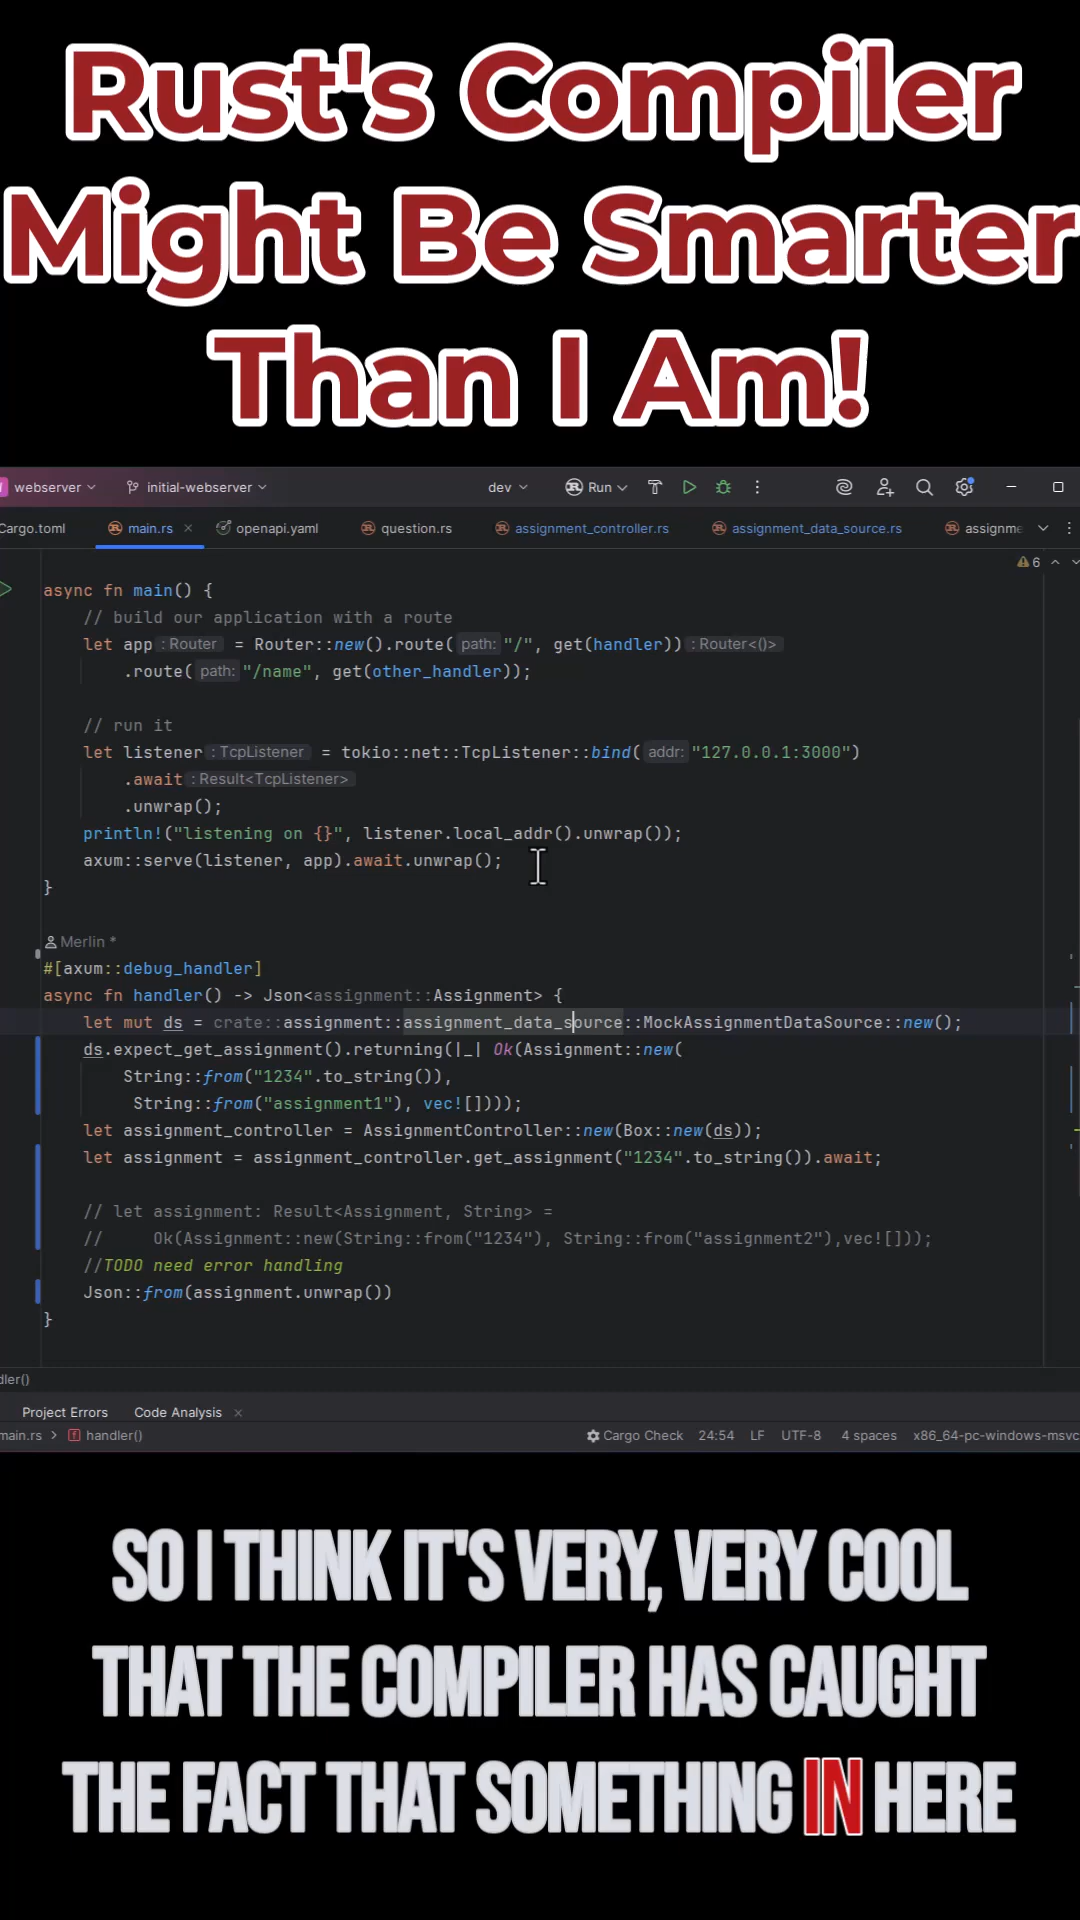 Rust's Compiler
Might Be Smarter
Than I Am!
webserver initial-webserver dev Run
Cargo.toml main.rs openapi.yaml question.rs assignment_controller.rs assignment_data_source.rs assignme
6
async fn main() {
// build our application with a route
let app : Router = Router::new().route( path: "/", get(handler)) : Router<()>
.route( path: "/name", get(other_handler));
// run it
let listener : TcpListener = tokio::net::TcpListener::bind( addr: "127.0.0.1:3000")
.await : Result<TcpListener>
.unwrap();
println!("listening on {}", listener.local_addr().unwrap());
axum::serve(listener, app).await.unwrap();
}
Merlin *
#[axum::debug_handler]
async fn handler() -> Json<assignment::Assignment> {
let mut ds = crate::assignment::assignment_data_source::MockAssignmentDataSource::new();
ds.expect_get_assignment().returning(|_| Ok(Assignment::new(
String::from("1234".to_string()),
String::from("assignment1"), vec![])));
let assignment_controller = AssignmentController::new(Box::new(ds));
let assignment = assignment_controller.get_assignment("1234".to_string()).await;
// let assignment: Result<Assignment, String> =
// Ok(Assignment::new(String::from("1234"), String::from("assignment2"),vec![]));
//TODO need error handling
Json::from(assignment.unwrap())
}
dler()
Project Errors Code Analysis
main.rs > handler() Cargo Check 24:54 LF UTF-8 4 spaces x86_64-pc-windows-msvc
SO I THINK IT'S VERY, VERY COOL
THAT THE COMPILER HAS CAUGHT
THE FACT THAT SOMETHING IN HERE